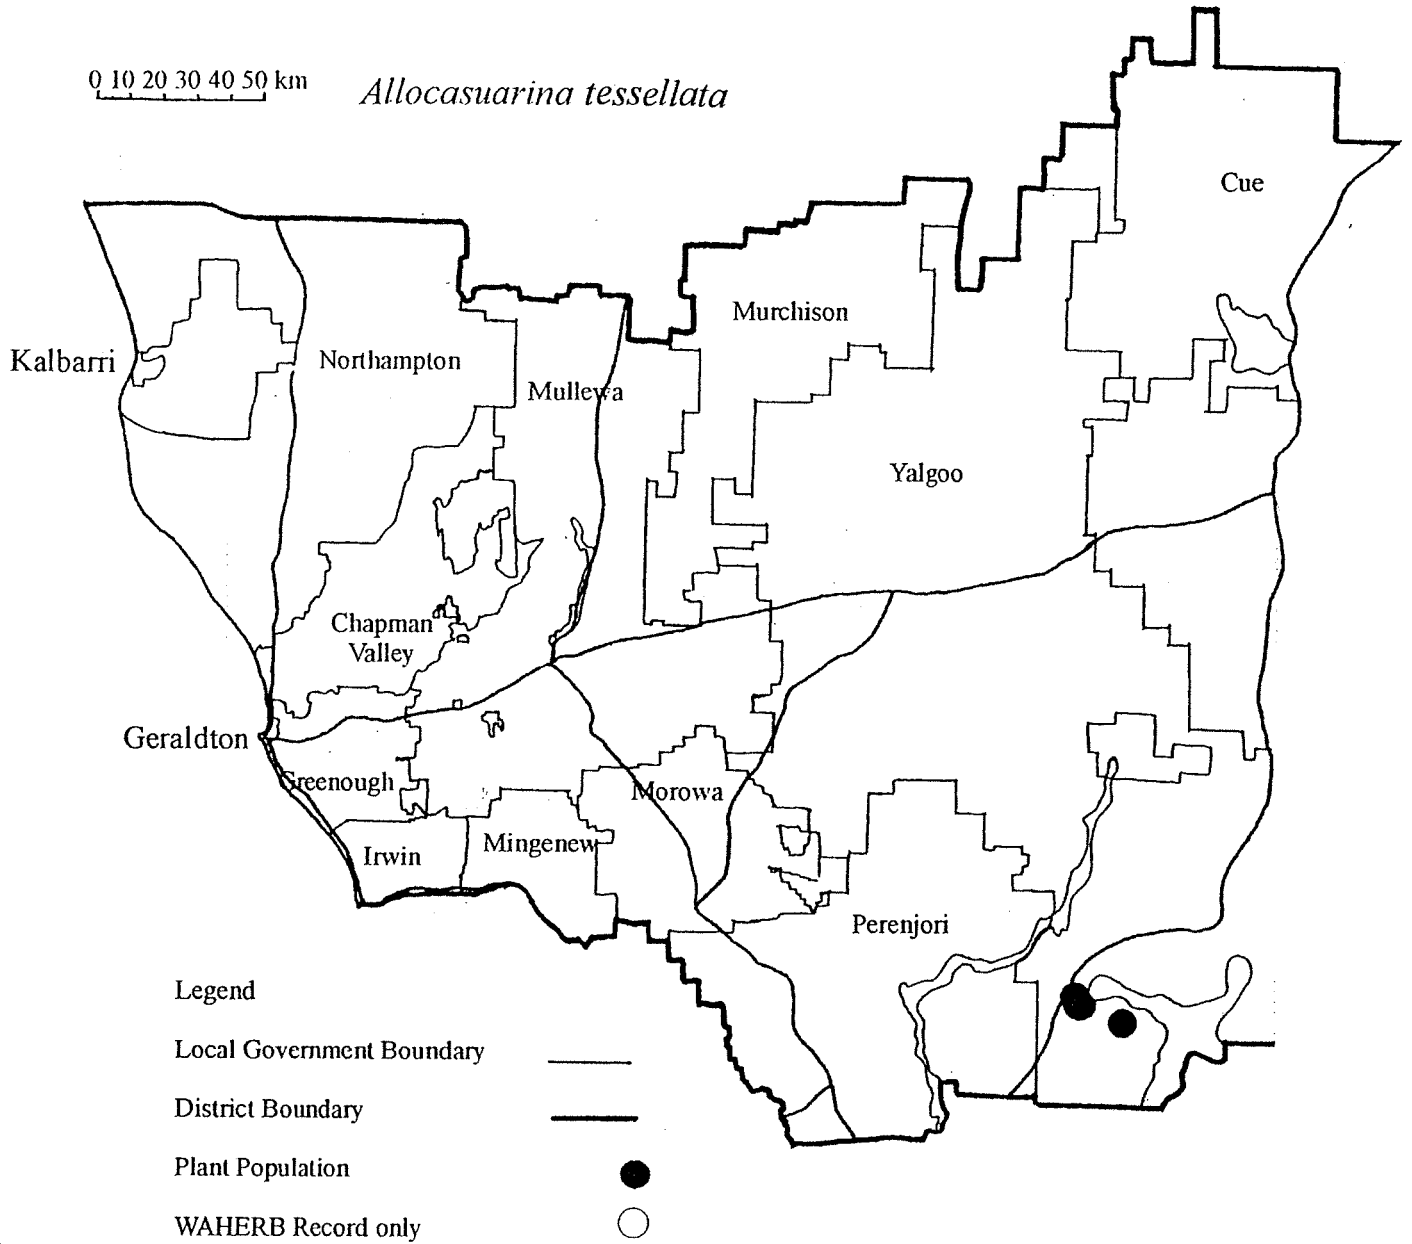 0 10 20 30 40 50 km
Allocasuarina tessellata
Cue
Murchison
Kalbarri
Northampton
Mullewa
Yalgoo
Chapman
Valley
Geraldton
Greenough
Morowa
Irwin
Mingenew
Perenjori
Legend
Local Government Boundary
District Boundary
Plant Population
WAHERB Record only